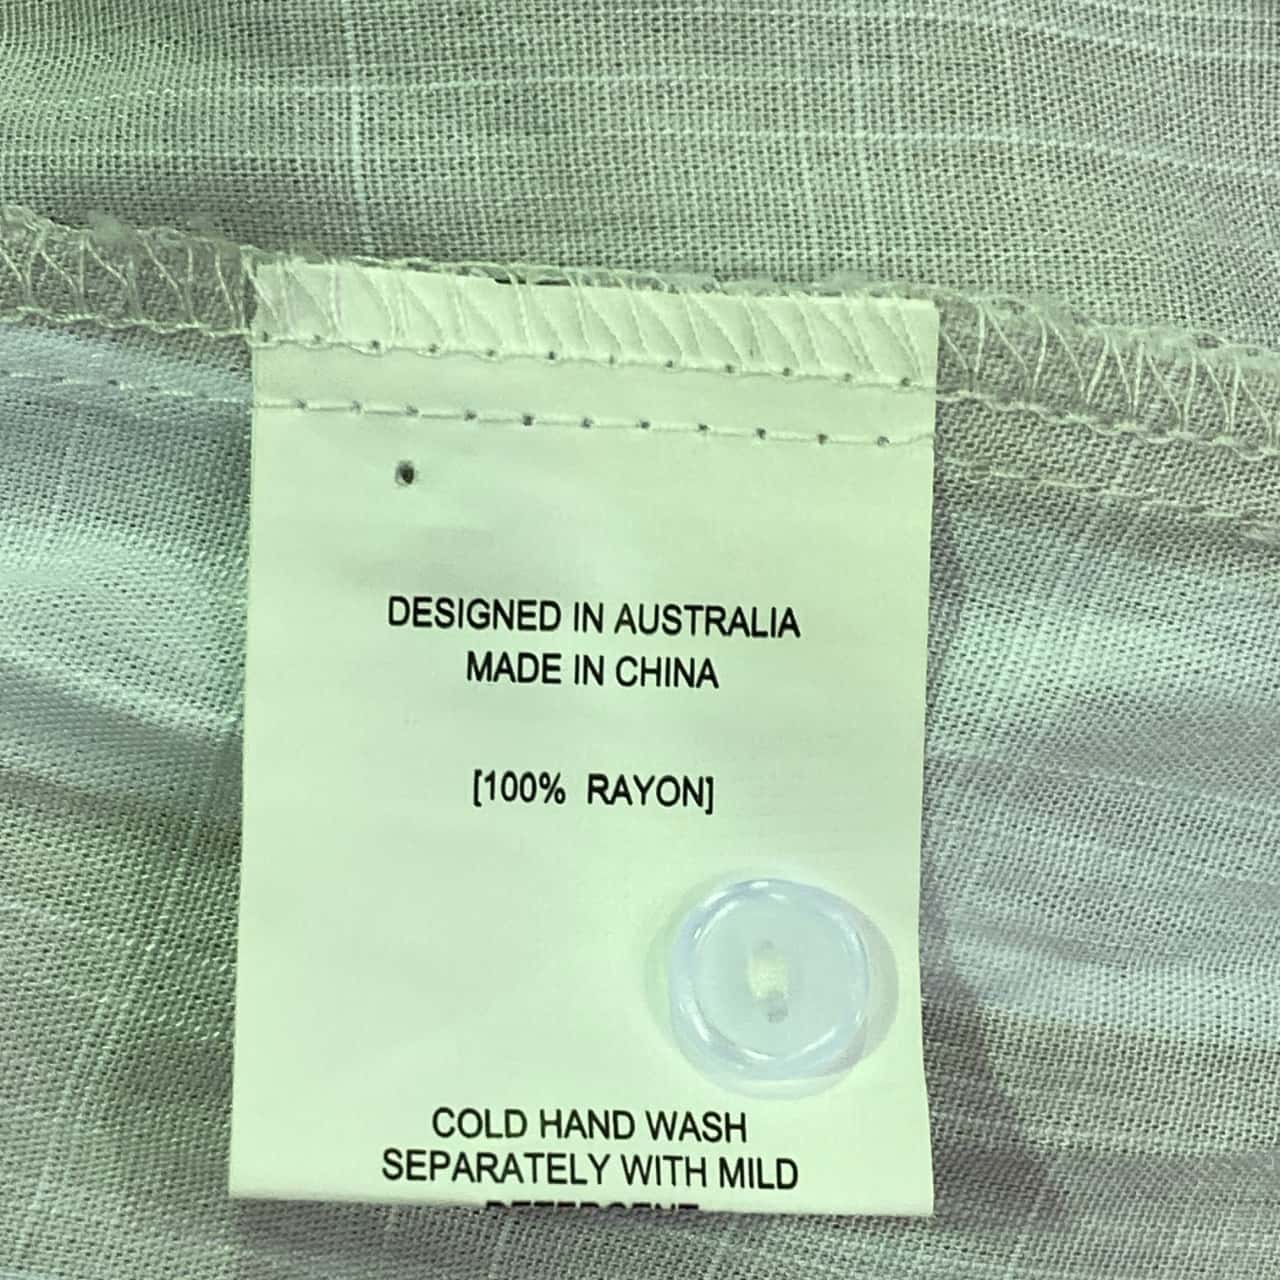 DESIGNED IN AUSTRALIA
MADE IN CHINA
[100% RAYON]
COLD HAND WASH
SEPARATELY WITH MILD